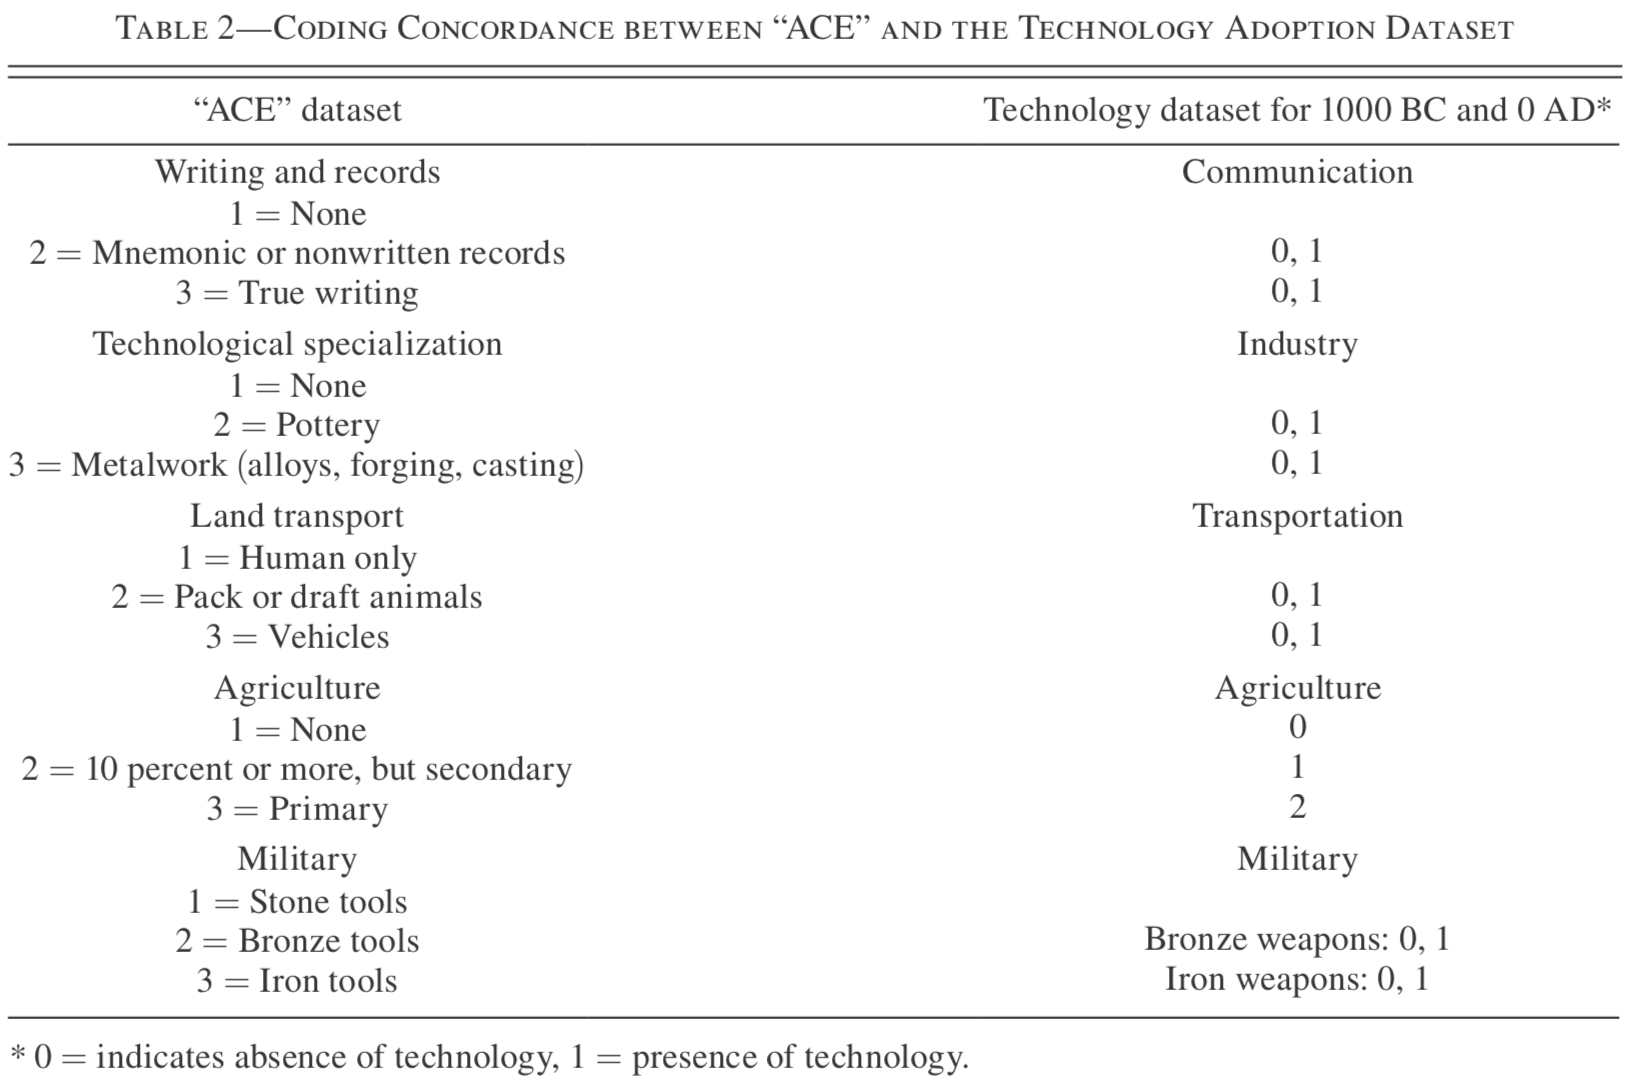 TABLE 2—CODING CONCORDANCE BETWEEN “ACE” AND THE TECHNOLOGY ADOPTION DATASET
“ACE” dataset Technology dataset for 1000 BC and 0 AD*
Writing and records Communication
1 = None
2 = Mnemonic or nonwritten records 0, 1
3 = True writing 0, 1
Technological specialization Industry
1 = None
2 = Pottery 0, 1
3 = Metalwork (alloys, forging, casting) 0, 1
Land transport Transportation
1 = Human only
2 = Pack or draft animals 0, 1
3 = Vehicles 0, 1
Agriculture Agriculture
1 = None 0
2 = 10 percent or more, but secondary 1
3 = Primary 2
Military Military
1 = Stone tools
2 = Bronze tools Bronze weapons: 0, 1
3 = Iron tools Iron weapons: 0, 1
* 0 = indicates absence of technology, 1 = presence of technology.